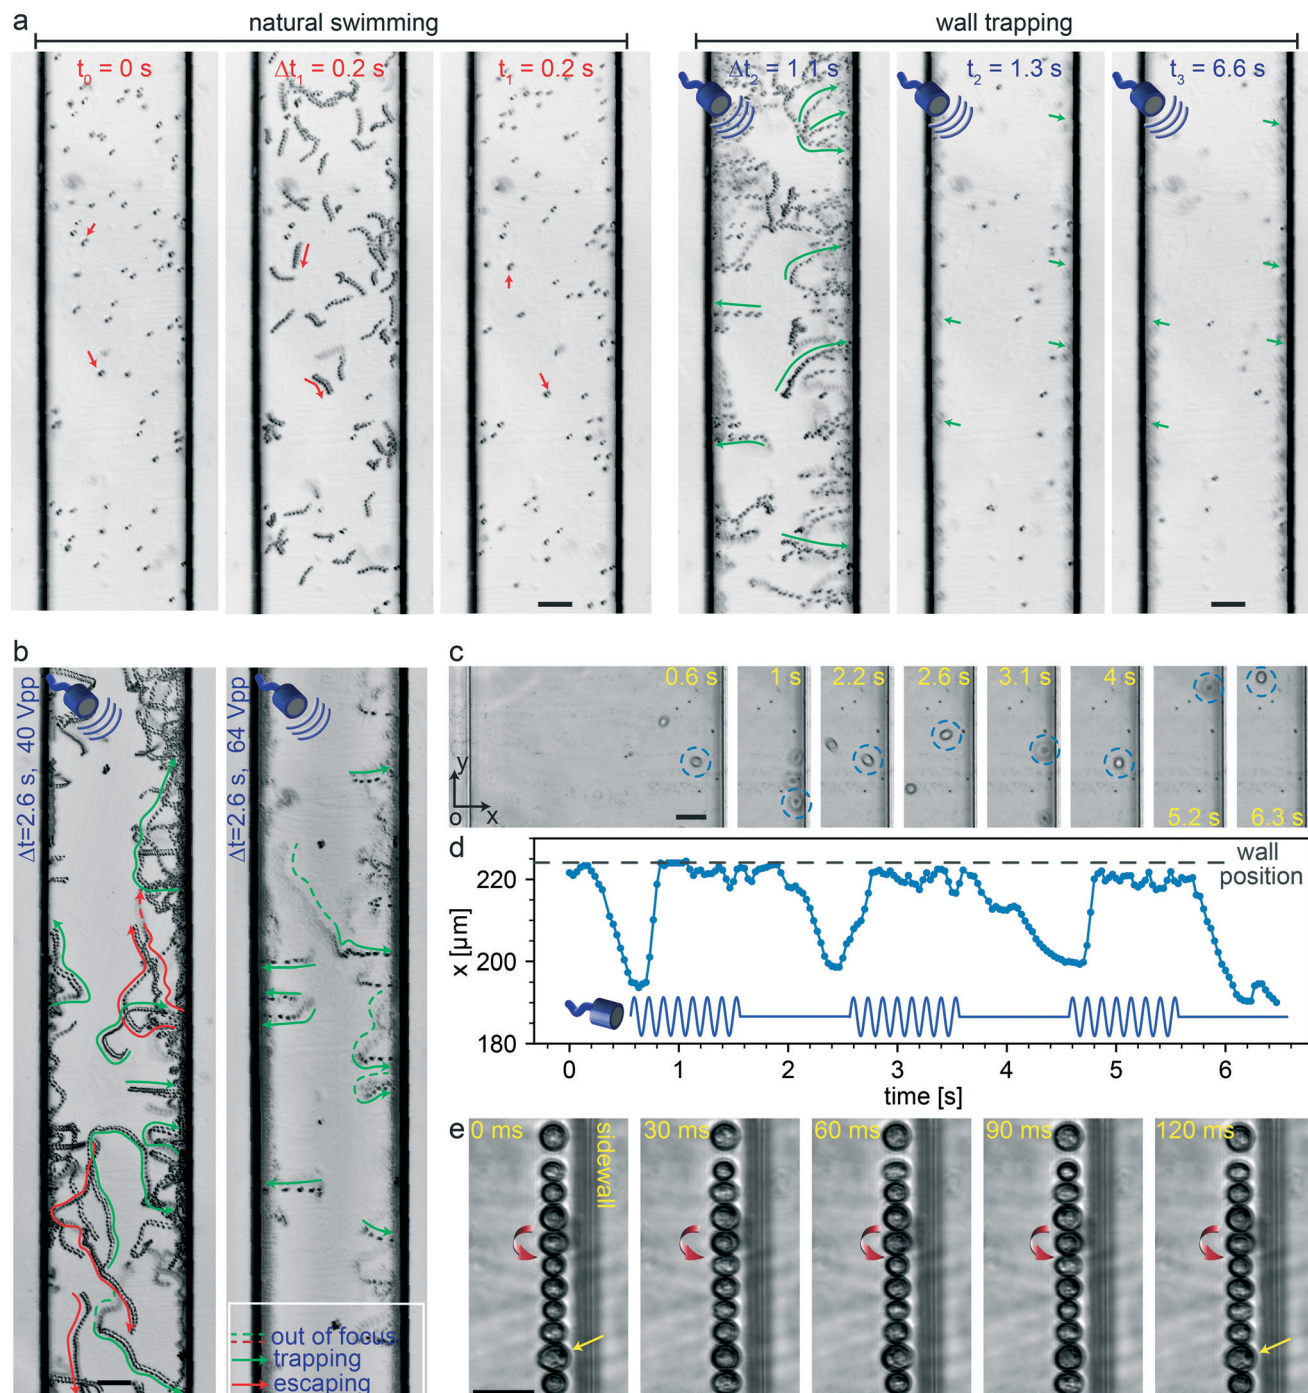 a
natural swimming
wall trapping
t0 = 0 s
Δt1 = 0.2 s
t1 = 0.2 s
Δt2 = 1.1 s
t2 = 1.3 s
t3 = 6.6 s
b
Δt=2.6 s, 40 Vpp
Δt=2.6 s, 64 Vpp
out of focus
trapping
escaping
c
0.6 s
1 s
2.2 s
2.6 s
3.1 s
4 s
5.2 s
6.3 s
y
o
x
d
wall
position
x [µm]
220
200
180
0
1
2
3
4
5
6
time [s]
e
0 ms
sidewall
30 ms
60 ms
90 ms
120 ms